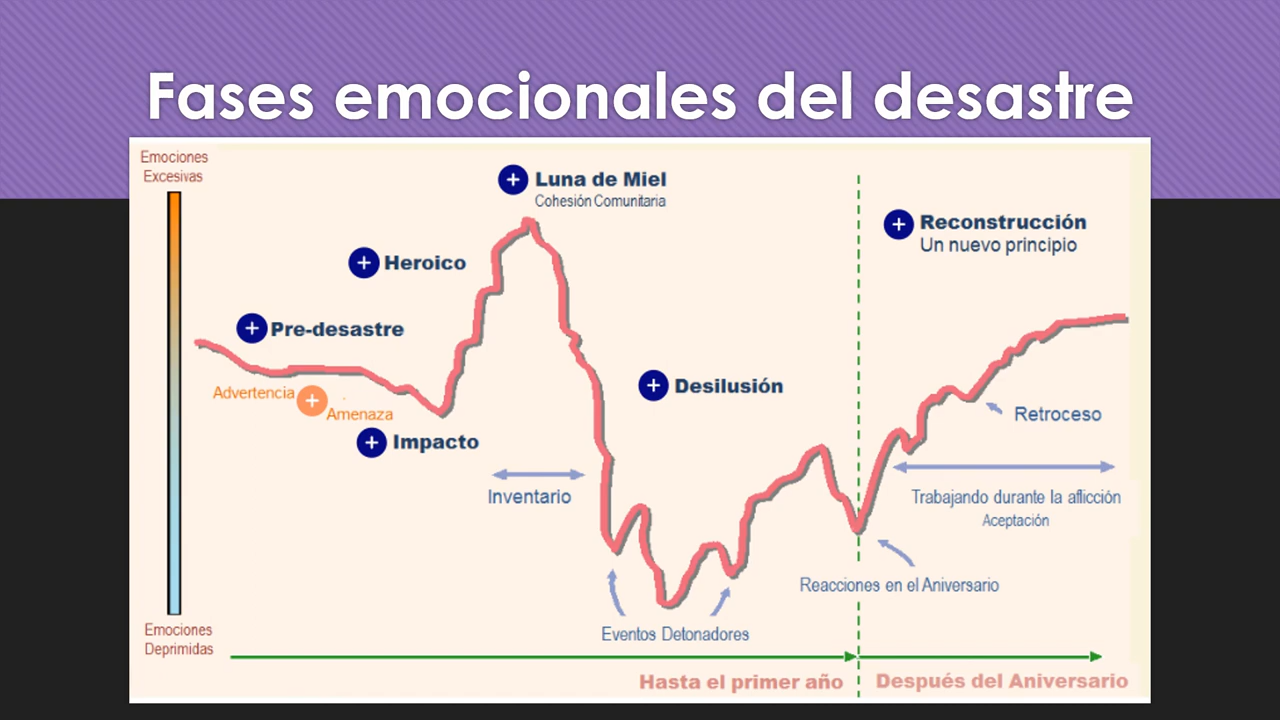 Fases emocionales del desastre
Emociones
Excesivas
Luna de Miel
Cohesión Comunitaria
Reconstrucción
Un nuevo principio
Heroico
Pre-desastre
Advertencia
Amenaza
Impacto
Desilusión
Retroceso
Inventario
Trabajando durante la aflicción
Aceptación
Reacciones en el Aniversario
Eventos Detonadores
Emociones
Deprimidas
Hasta el primer año
Después del Aniversario